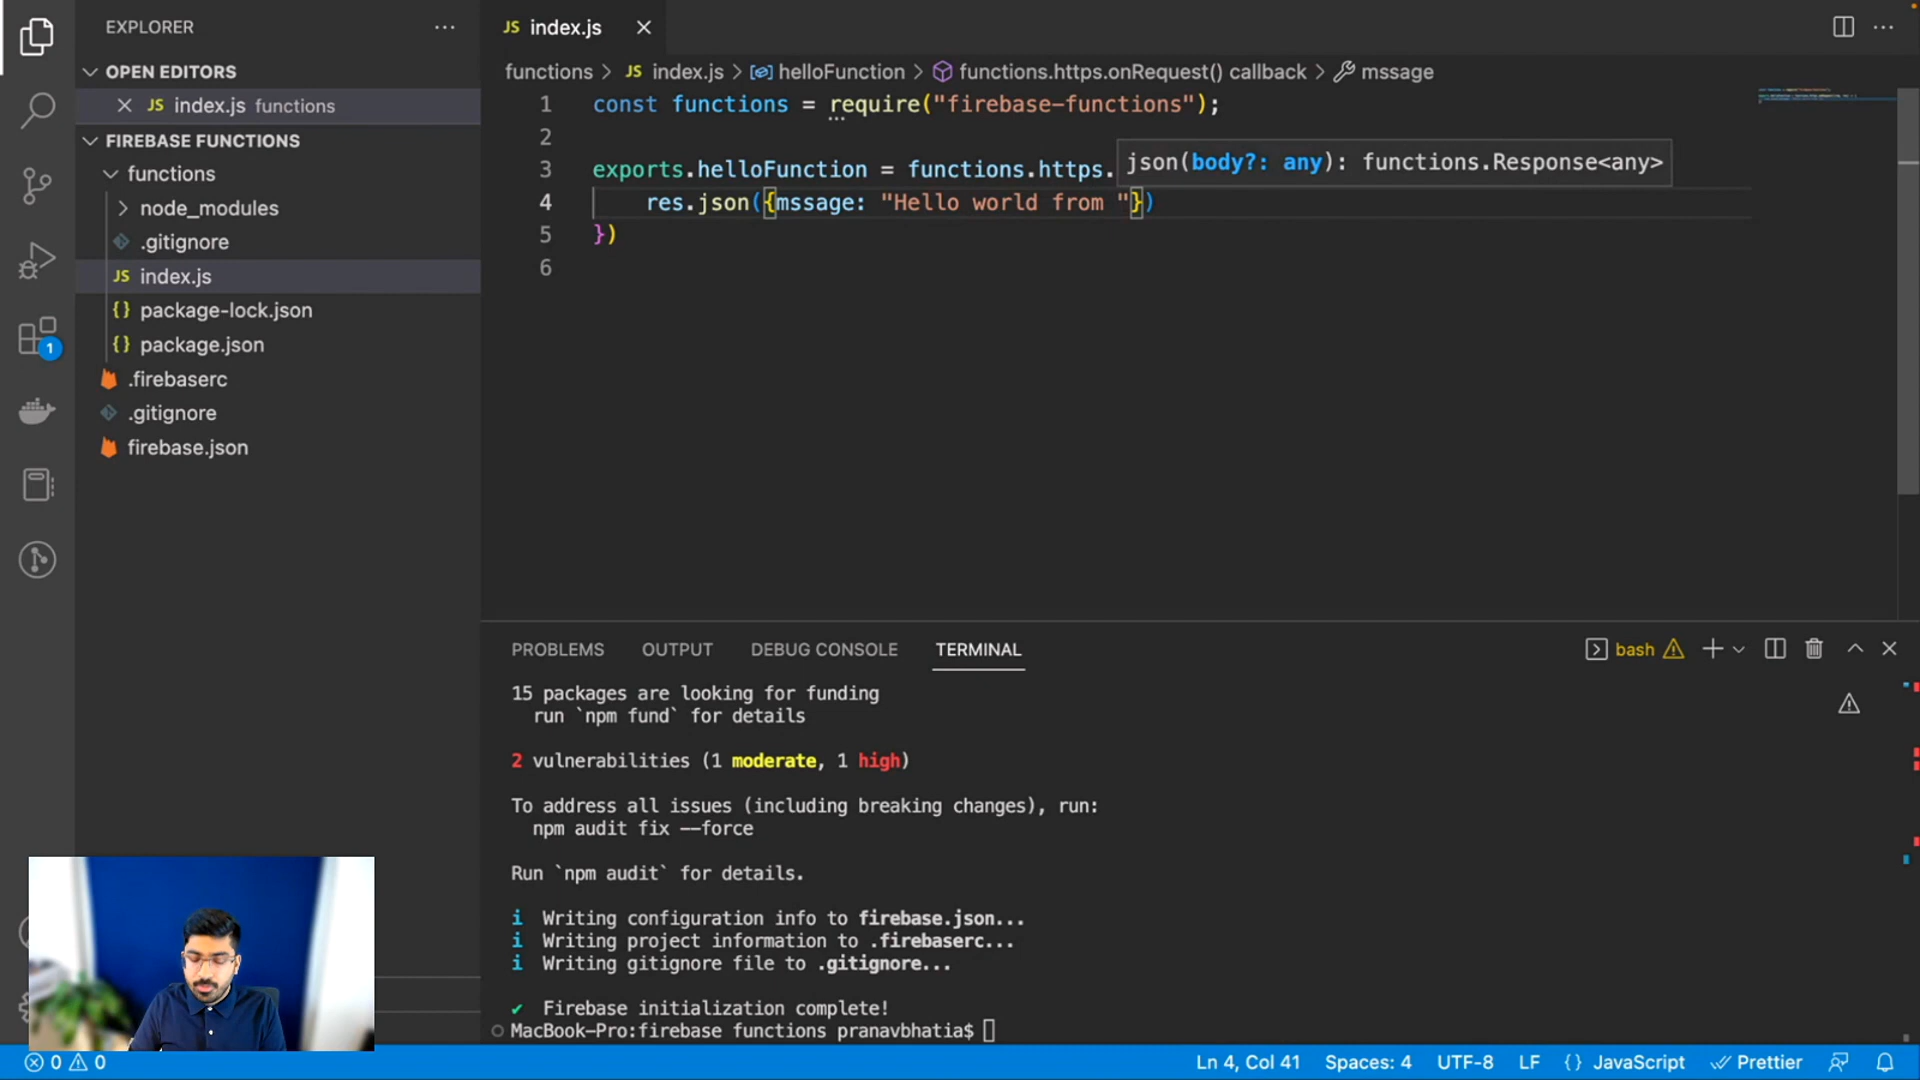 EXPLORER
OPEN EDITORS
JS index.js functions
FIREBASE FUNCTIONS
functions
node_modules
.gitignore
JS index.js
{} package-lock.json
{} package.json
.firebaserc
.gitignore
firebase.json
1
JS index.js
functions > JS index.js > helloFunction > functions.https.onRequest() callback > mssage
1 const functions = require("firebase-functions");
2
json(body?: any): functions.Response<any>
3 exports.helloFunction = functions.https.
4 res.json({mssage: "Hello world from "})
5 })
6
PROBLEMS OUTPUT DEBUG CONSOLE TERMINAL
bash
15 packages are looking for funding
run `npm fund` for details
2 vulnerabilities (1 moderate, 1 high)
To address all issues (including breaking changes), run:
npm audit fix --force
Run `npm audit` for details.
i Writing configuration info to firebase.json...
i Writing project information to .firebaserc...
i Writing gitignore file to .gitignore...
✔ Firebase initialization complete!
MacBook-Pro:firebase functions pranavbhatia$
0 0
Ln 4, Col 41 Spaces: 4 UTF-8 LF {} JavaScript Prettier